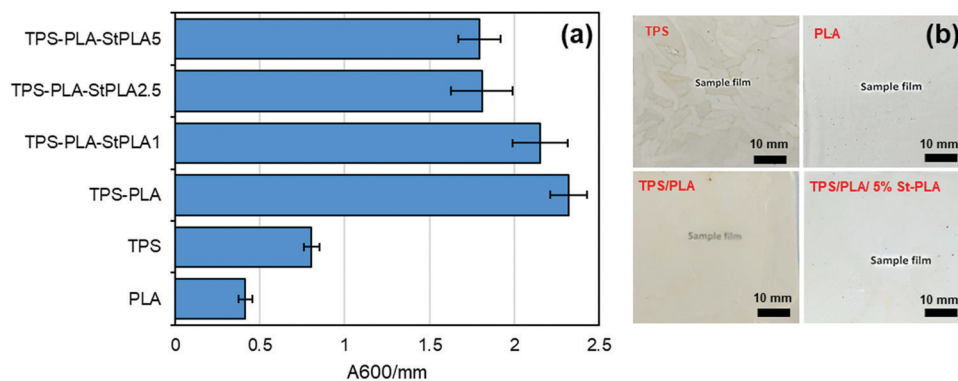 TPS-PLA-StPLA5
TPS-PLA-StPLA2.5
TPS-PLA-StPLA1
TPS-PLA
TPS
PLA
0
0.5
1
1.5
2
2.5
A600/mm
(a)
TPS
Sample film
10 mm
PLA
(b)
Sample film
10 mm
TPS/PLA
Sample film
10 mm
TPS/PLA/ 5% St-PLA
Sample film
10 mm